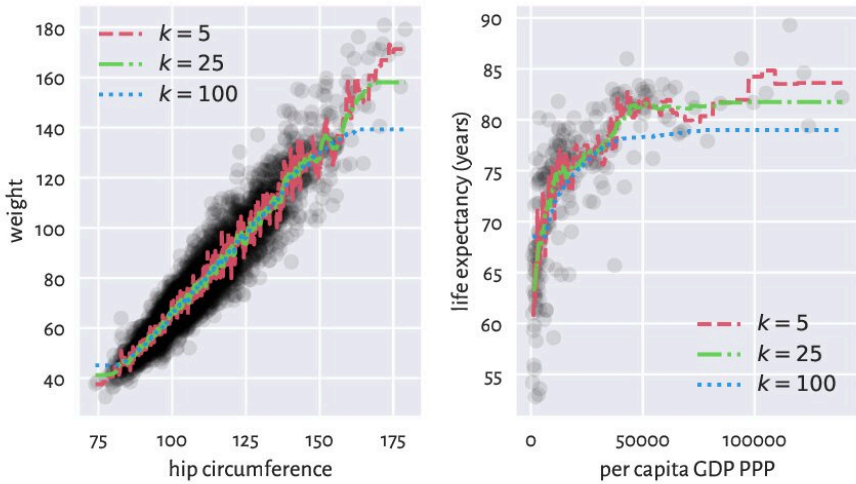 180
160
140
120
100
80
60
40
weight
k = 5
k = 25
k = 100
75
100
125
150
175
hip circumference
90
85
80
75
70
65
60
55
life expectancy (years)
k = 5
k = 25
k = 100
0
50000
100000
per capita GDP PPP